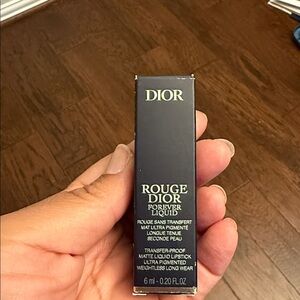 DIOR
ROUGE
DIOR
FOREVER
LIQUID
ROUGE SANS TRANSFERT
MAT ULTRA PIGMENTÉ
LONGUE TENUE
SECONDE PEAU
TRANSFER-PROOF
MATTE LIQUID LIPSTICK
ULTRA PIGMENTED
WEIGHTLESS LONG WEAR
6 ml - 0.20 FL.OZ